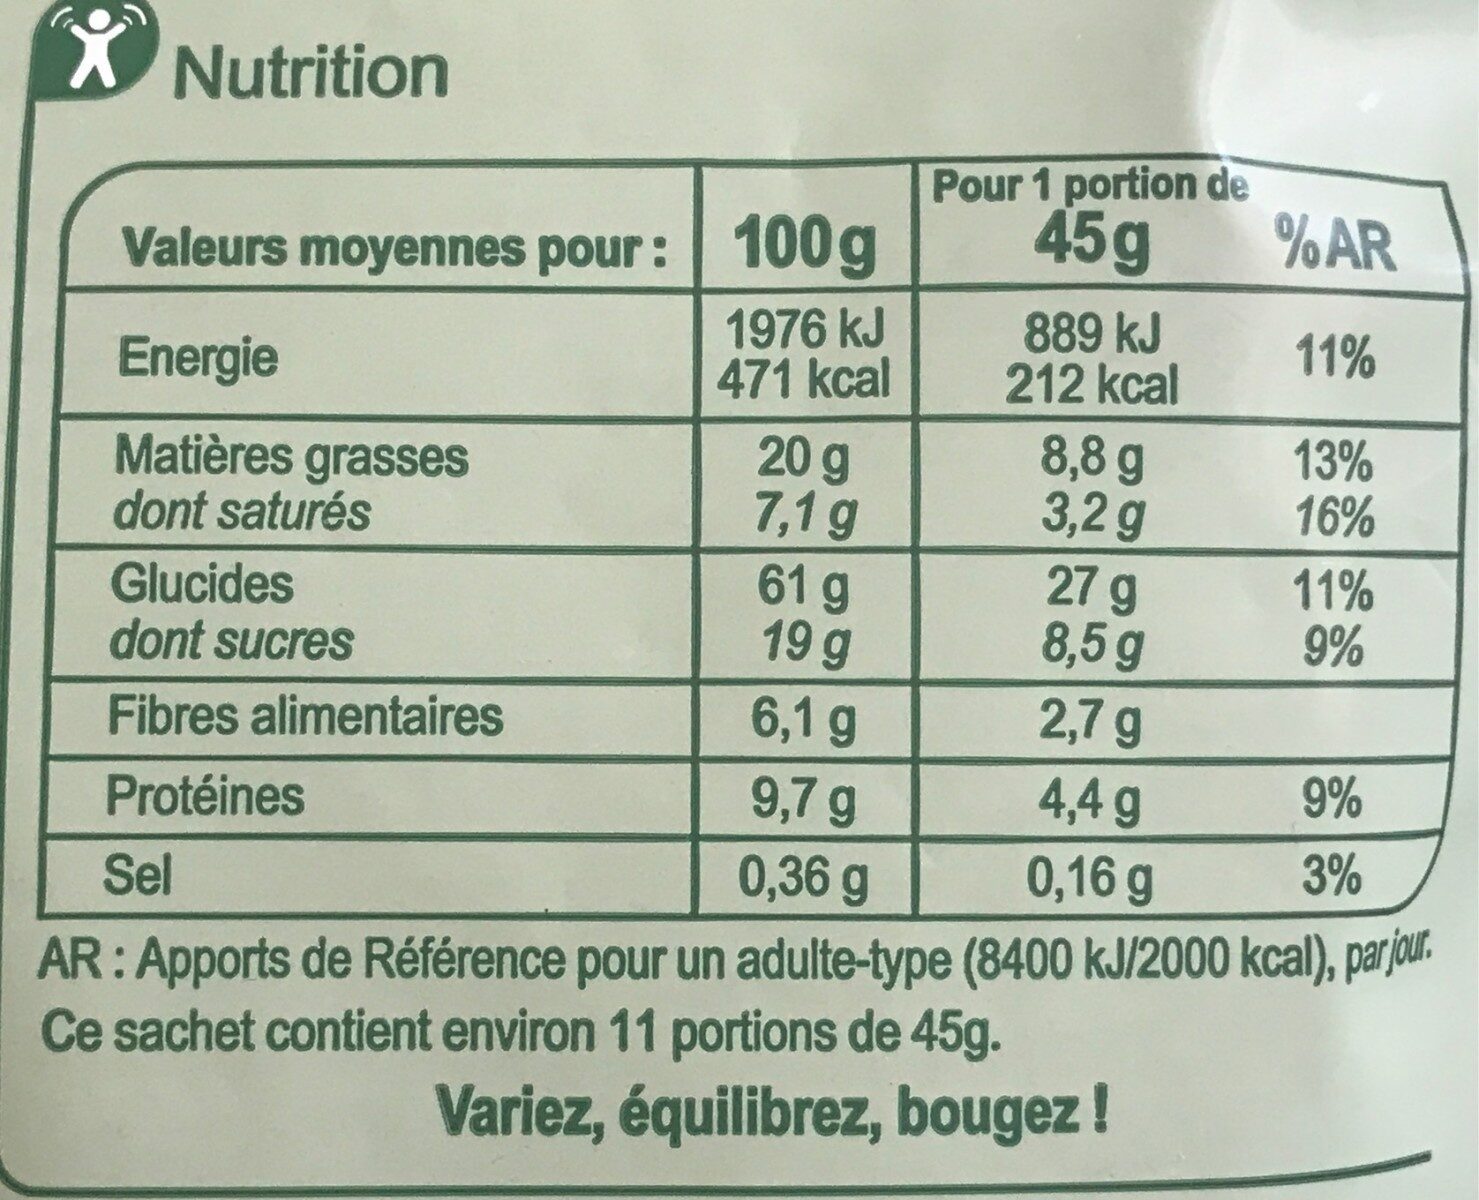 Nutrition
Pour 1 portion de
Valeurs moyennes pour : 100g 45g %AR
Energie 1976 kJ 471 kcal 889 kJ 212 kcal 11%
Matières grasses 20 g 8,8 g 13%
dont saturés 7,1 g 3,2 g 16%
Glucides 61 g 27 g 11%
dont sucres 19 g 8,5 g 9%
Fibres alimentaires 6,1 g 2,7 g
Protéines 9,7 g 4,4 g 9%
Sel 0,36 g 0,16 g 3%
AR : Apports de Référence pour un adulte-type (8400 kJ/2000 kcal), par jour.
Ce sachet contient environ 11 portions de 45g.
Variez, équilibrez, bougez !